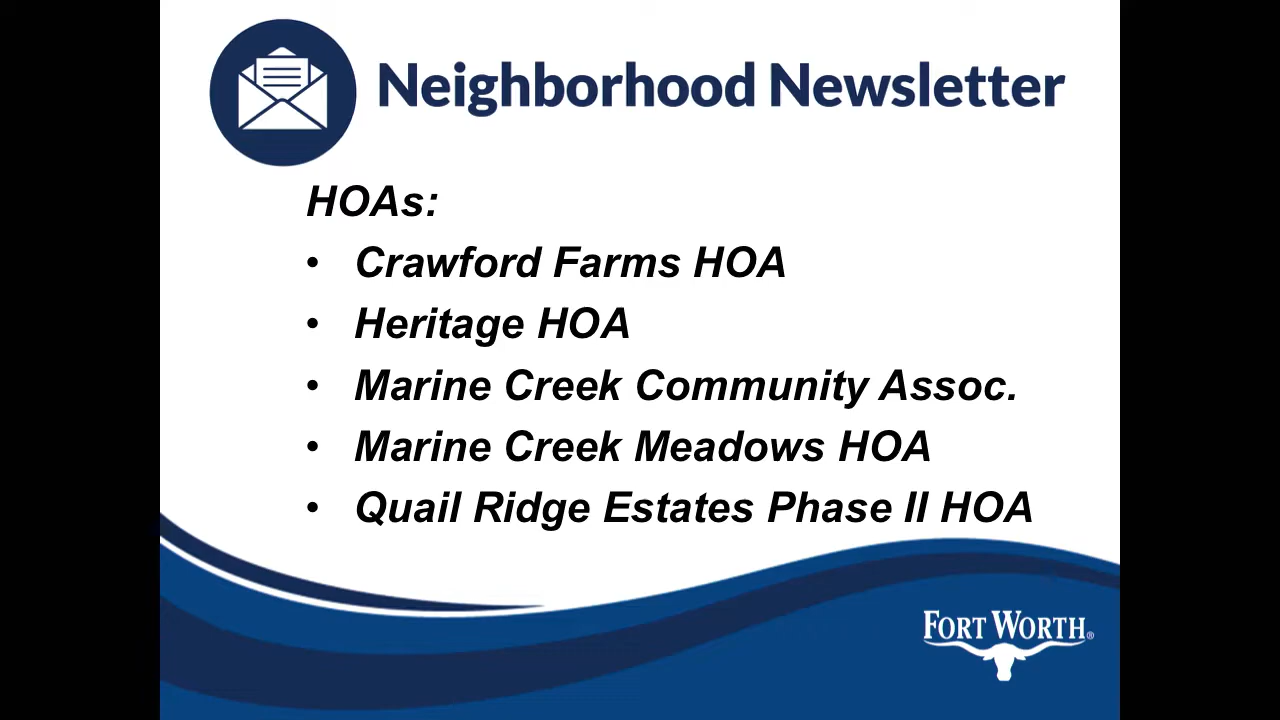 Neighborhood Newsletter
HOAs:
• Crawford Farms HOA
• Heritage HOA
• Marine Creek Community Assoc.
• Marine Creek Meadows HOA
• Quail Ridge Estates Phase II HOA
FORT WORTH®